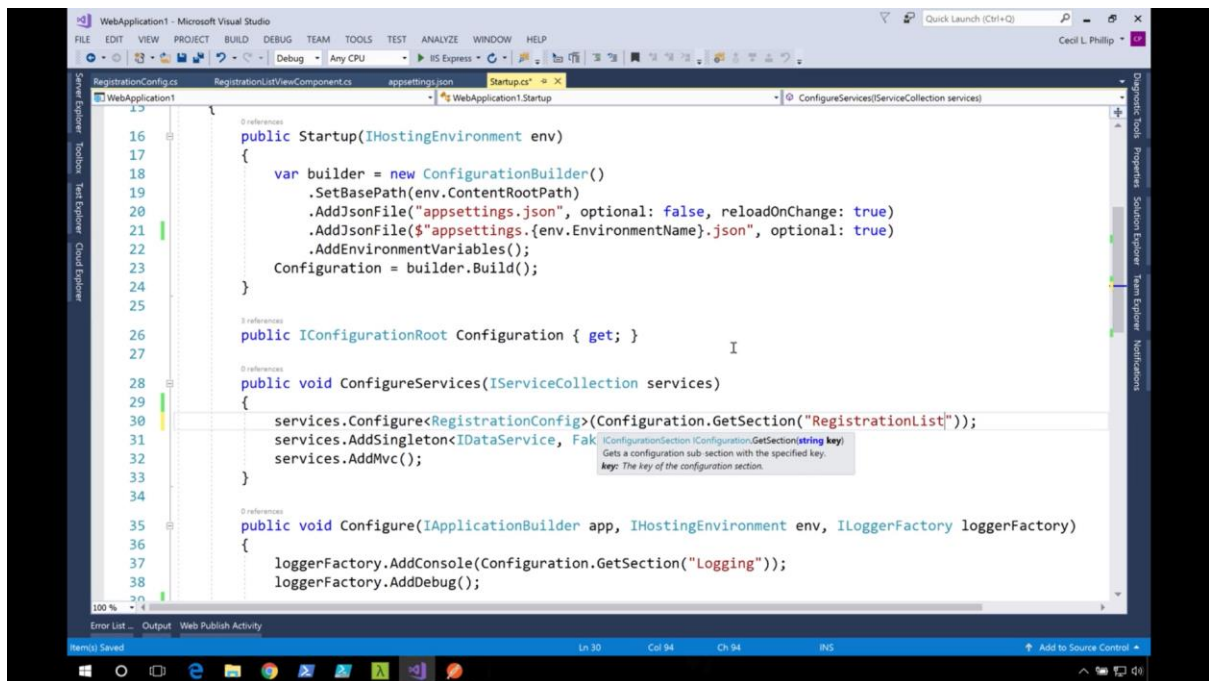 WebApplication1 - Microsoft Visual Studio
Quick Launch (Ctrl+Q)
FILE EDIT VIEW PROJECT BUILD DEBUG TEAM TOOLS TEST ANALYZE WINDOW HELP
Cecil L. Phillip
CP
Debug Any CPU IIS Express
RegistrationConfig.cs RegistrationListViewComponent.cs appsettings.json Startup.cs*
WebApplication1 WebApplication1.Startup ConfigureServices(IServiceCollection services)
Server Explorer
Toolbox
Test Explorer
Cloud Explorer
Diagnostic Tools
Properties
Solution Explorer
Team Explorer
Notifications
15 {
0 references
16 public Startup(IHostingEnvironment env)
17 {
18 var builder = new ConfigurationBuilder()
19 .SetBasePath(env.ContentRootPath)
20 .AddJsonFile("appsettings.json", optional: false, reloadOnChange: true)
21 .AddJsonFile($"appsettings.{env.EnvironmentName}.json", optional: true)
22 .AddEnvironmentVariables();
23 Configuration = builder.Build();
24 }
25
3 references
26 public IConfigurationRoot Configuration { get; }
27
0 references
28 public void ConfigureServices(IServiceCollection services)
29 {
30 services.Configure<RegistrationConfig>(Configuration.GetSection("RegistrationList"));
31 services.AddSingleton<IDataService, Fak
IConfigurationSection IConfiguration.GetSection(string key)
Gets a configuration sub-section with the specified key.
key: The key of the configuration section.
32 services.AddMvc();
33 }
34
0 references
35 public void Configure(IApplicationBuilder app, IHostingEnvironment env, ILoggerFactory loggerFactory)
36 {
37 loggerFactory.AddConsole(Configuration.GetSection("Logging"));
38 loggerFactory.AddDebug();
39
100 %
Error List ... Output Web Publish Activity
Item(s) Saved Ln 30 Col 94 Ch 94 INS Add to Source Control